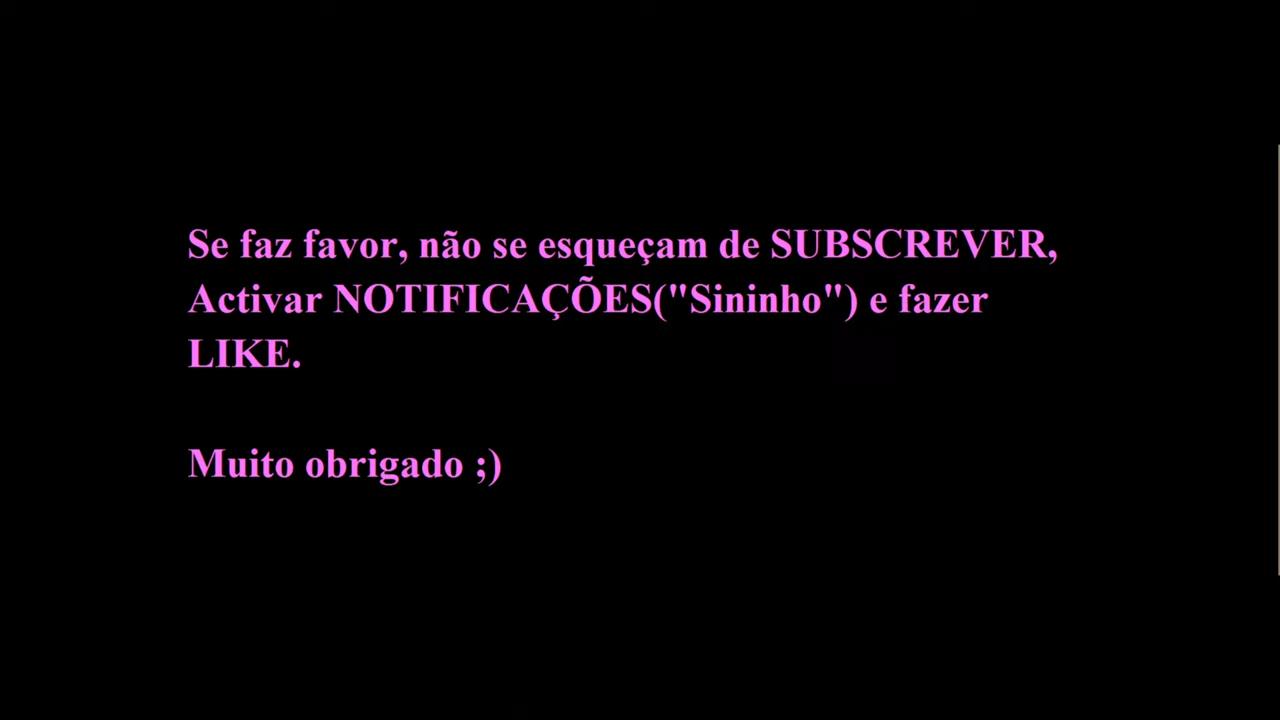 Se faz favor, não se esqueçam de SUBSCREVER,
Activar NOTIFICAÇÕES("Sininho") e fazer
LIKE.
Muito obrigado ;)